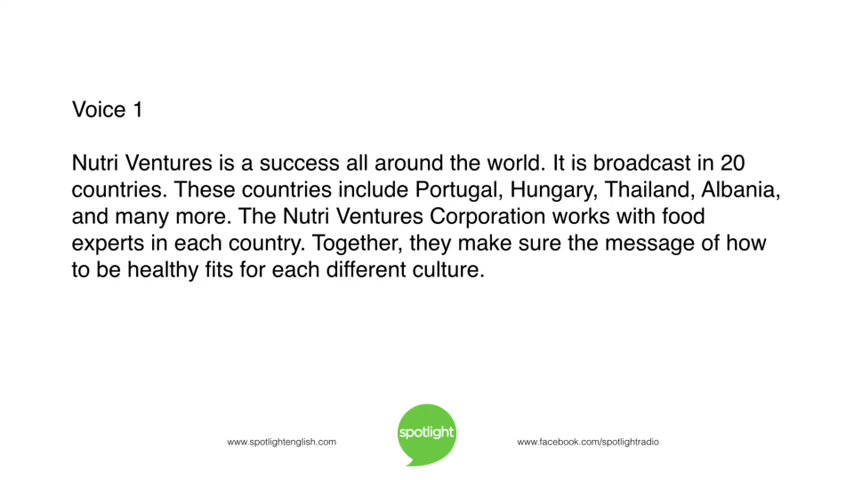 Voice 1
Nutri Ventures is a success all around the world. It is broadcast in 20
countries. These countries include Portugal, Hungary, Thailand, Albania,
and many more. The Nutri Ventures Corporation works with food
experts in each country. Together, they make sure the message of how
to be healthy fits for each different culture.
spotlight
www.spotlightenglish.com
www.facebook.com/spotlightradio